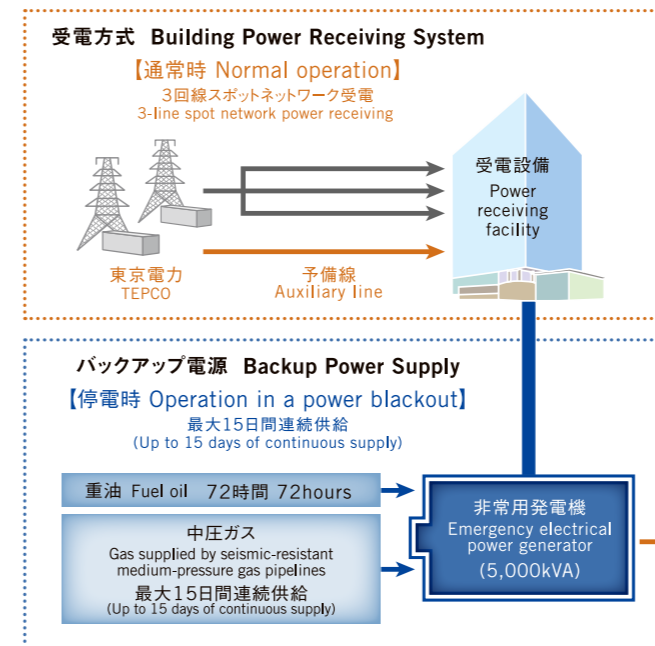 受電方式 Building Power Receiving System
【通常時 Normal operation】
3回線スポットネットワーク受電
3-line spot network power receiving
受電設備
Power
receiving
facility
東京電力
TEPCO
予備線
Auxiliary line
バックアップ電源 Backup Power Supply
【停電時 Operation in a power blackout】
最大15日間連続供給
(Up to 15 days of continuous supply)
重油 Fuel oil 72時間 72hours
中圧ガス
Gas supplied by seismic-resistant
medium-pressure gas pipelines
最大15日間連続供給
(Up to 15 days of continuous supply)
非常用発電機
Emergency electrical
power generator
(5,000kVA)